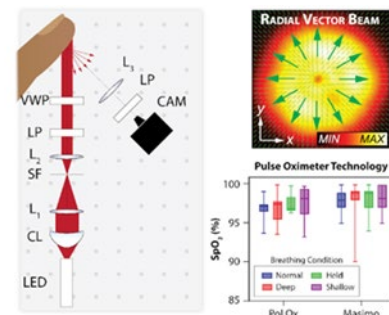 L₃
LP
CAM
VWP
LP
L₂
SF
L₁
CL
LED
RADIAL VECTOR BEAM
y
x
MIN
MAX
Pulse Oximeter Technology
SpO₂ (%)
100
95
90
85
Breathing Condition
Normal
Held
Deep
Shallow
Pol Ox
Masimo